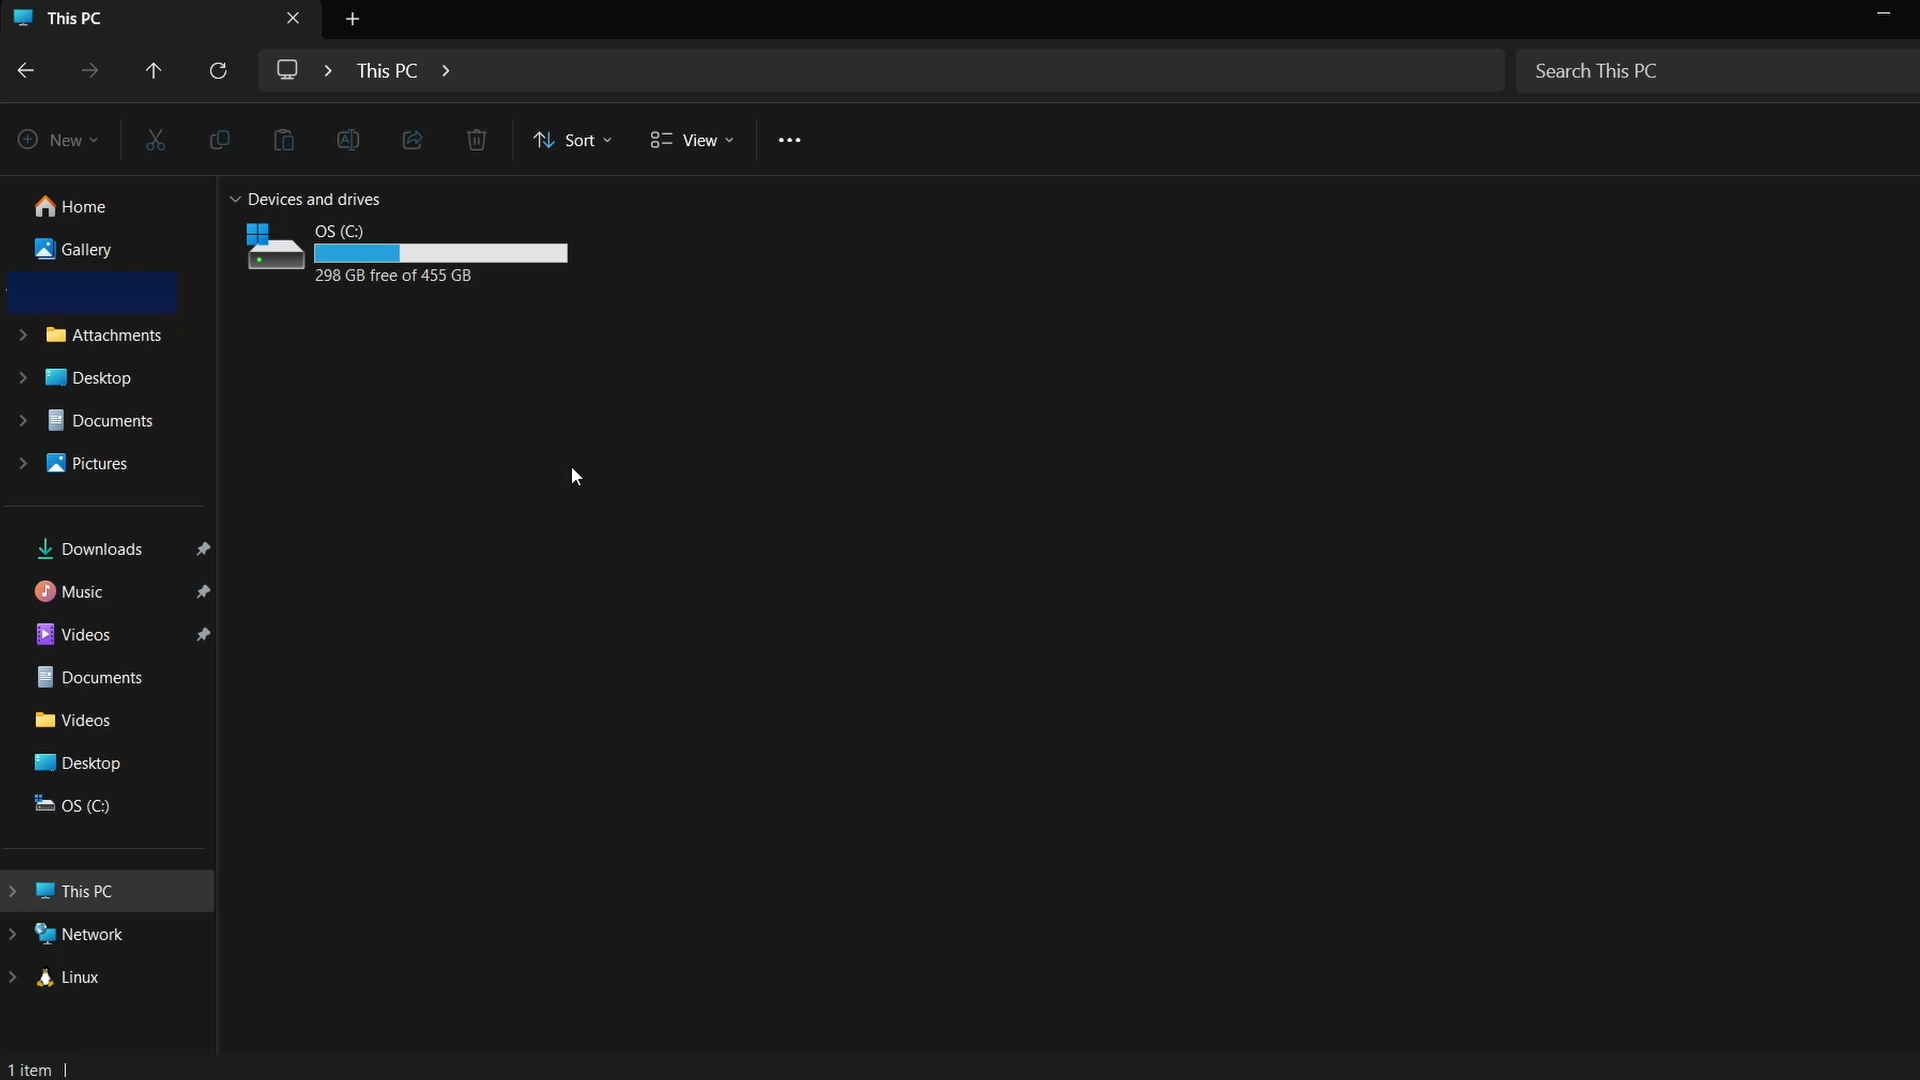 This PC
This PC
Search This PC
New
Sort
View
Home
Gallery
Attachments
Desktop
Documents
Pictures
Downloads
Music
Videos
Documents
Videos
Desktop
OS (C:)
This PC
Network
Linux
Devices and drives
OS (C:)
298 GB free of 455 GB
1 item